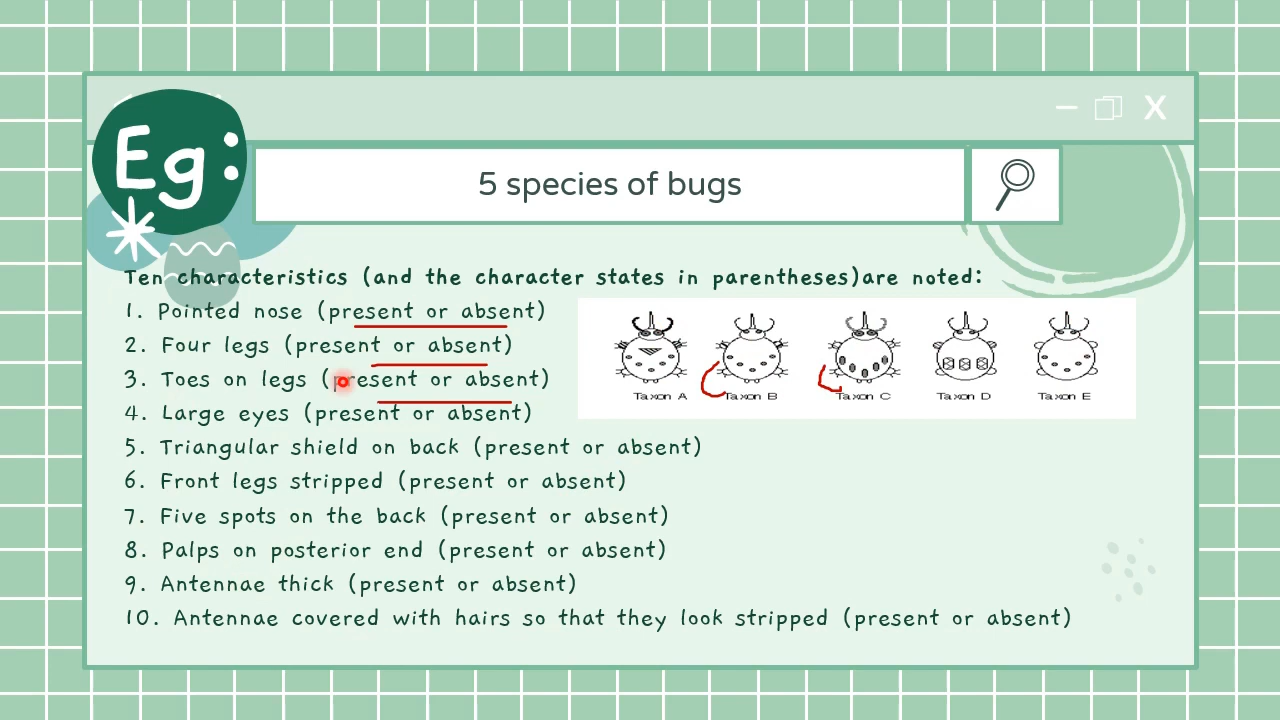 Eg:
5 species of bugs
Ten characteristics (and the character states in parentheses)are noted:
1. Pointed nose (present or absent)
2. Four legs (present or absent)
3. Toes on legs (present or absent)
4. Large eyes (present or absent)
5. Triangular shield on back (present or absent)
6. Front legs stripped (present or absent)
7. Five spots on the back (present or absent)
8. Palps on posterior end (present or absent)
9. Antennae thick (present or absent)
10. Antennae covered with hairs so that they look stripped (present or absent)
Taxon A Taxon B Taxon C Taxon D Taxon E